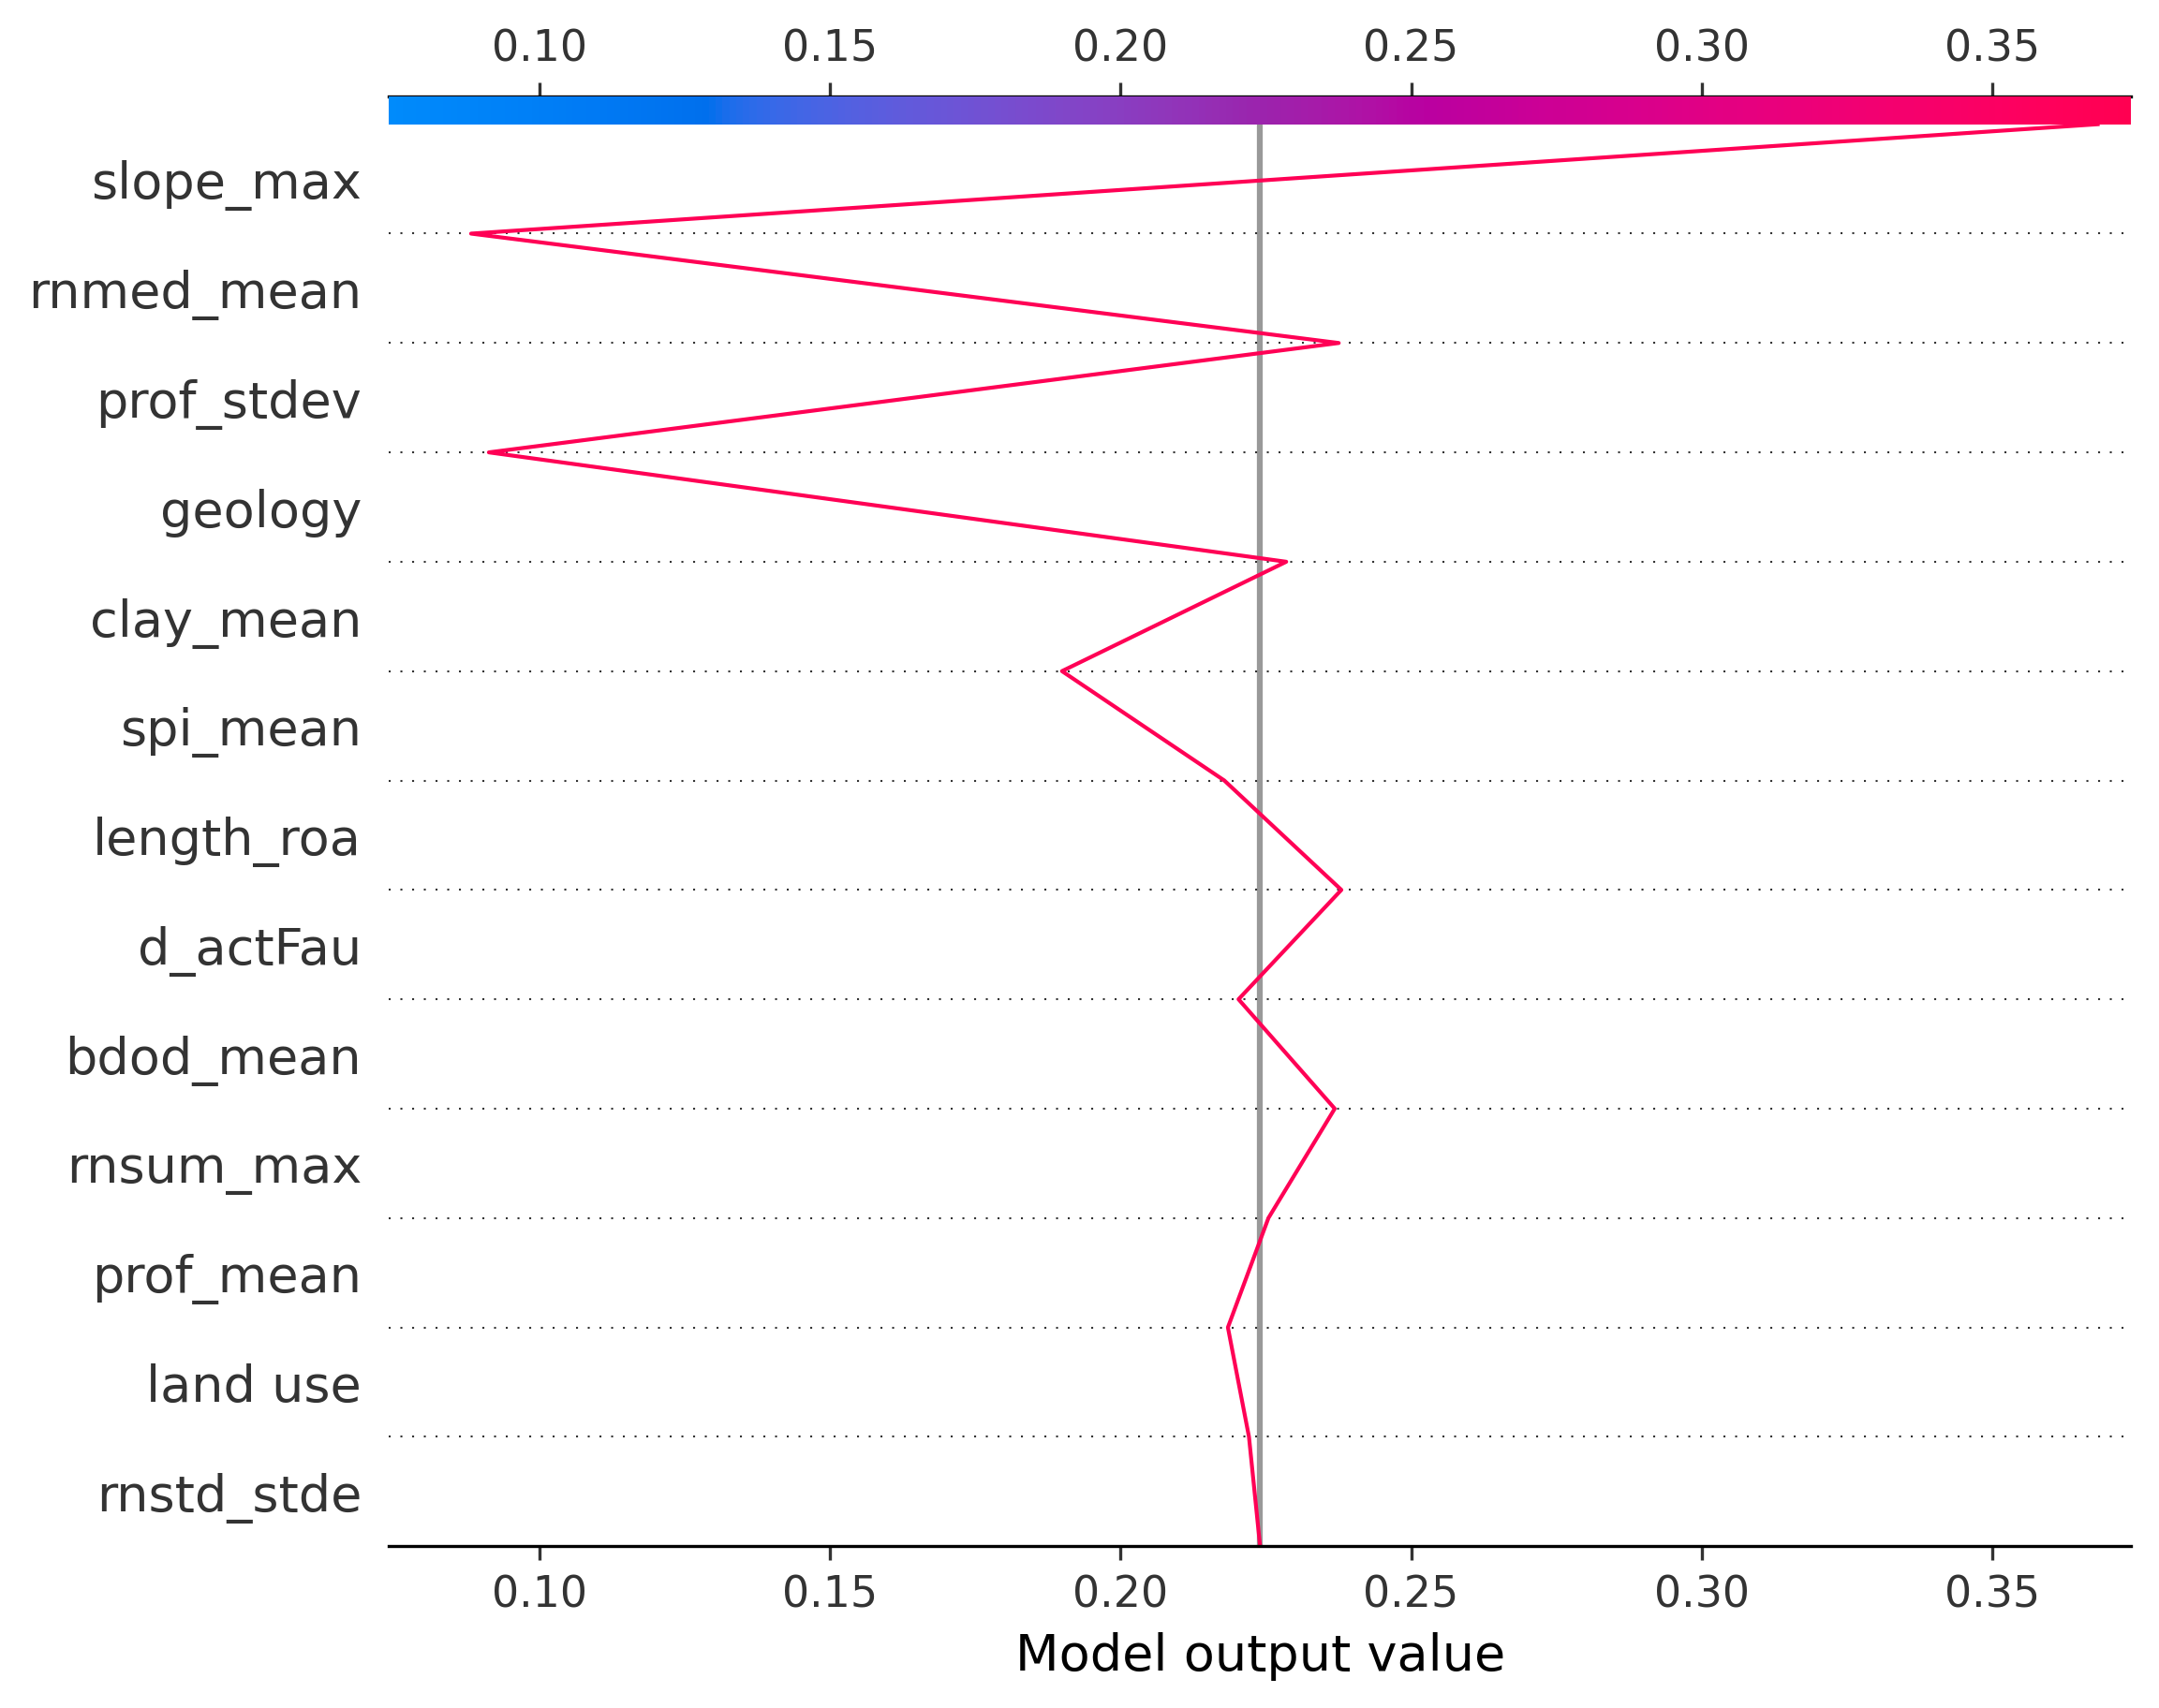 0.10 0.15 0.20 0.25 0.30 0.35
slope_max
rnmed_mean
prof_stdev
geology
clay_mean
spi_mean
length_roa
d_actFau
bdod_mean
rnsum_max
prof_mean
land use
rnstd_stde
0.10 0.15 0.20 0.25 0.30 0.35
Model output value